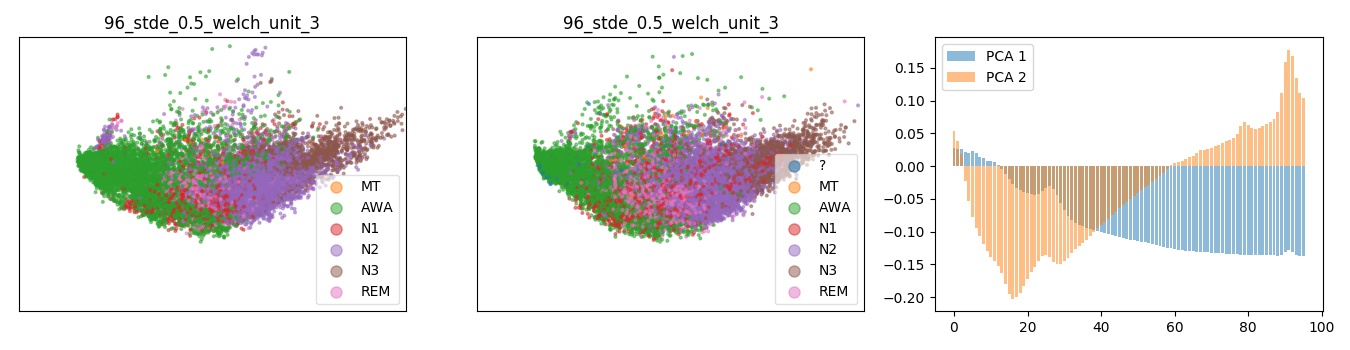 96_stde_0.5_welch_unit_3
MT
AWA
N1
N2
N3
REM
96_stde_0.5_welch_unit_3
?
MT
AWA
N1
N2
N3
REM
PCA 1
PCA 2
0.15
0.10
0.05
0.00
−0.05
−0.10
−0.15
−0.20
0 20 40 60 80 100